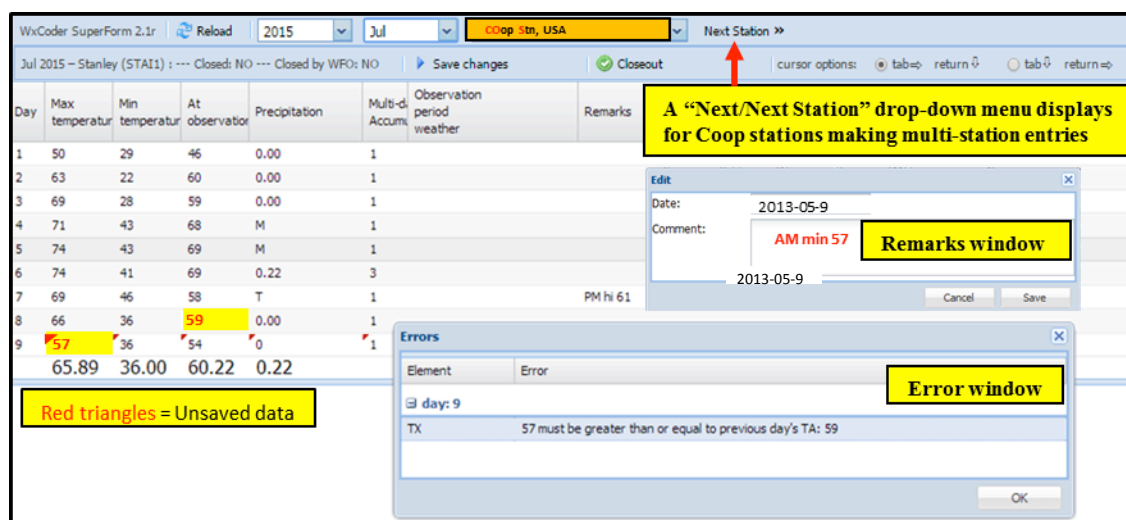 WxCoder SuperForm 2.1r Reload 2015 Jul COop Stn, USA Next Station »
Jul 2015 – Stanley (STAI1) : --- Closed: NO --- Closed by WFO: NO Save changes Closeout cursor options: tab⇨ return⇩ tab⇩ return⇨
A “Next/Next Station” drop-down menu displays
for Coop stations making multi-station entries
Day Max temperatur Min temperatur At observation Precipitation Multi-d Accumu Observation period weather Remarks
1 50 29 46 0.00 1
2 63 22 60 0.00 1
3 69 28 59 0.00 1
4 71 43 68 M 1
5 74 43 69 M 1
6 74 41 69 0.22 3
7 69 46 58 T 1 PM hi 61
8 66 36 59 0.00 1
9 57 36 54 0 1
65.89 36.00 60.22 0.22
Red triangles = Unsaved data
Edit
Date: 2013-05-9
Comment: AM min 57
Remarks window
2013-05-9
Cancel Save
Errors
Element Error
Error window
day: 9
TX 57 must be greater than or equal to previous day's TA: 59
OK